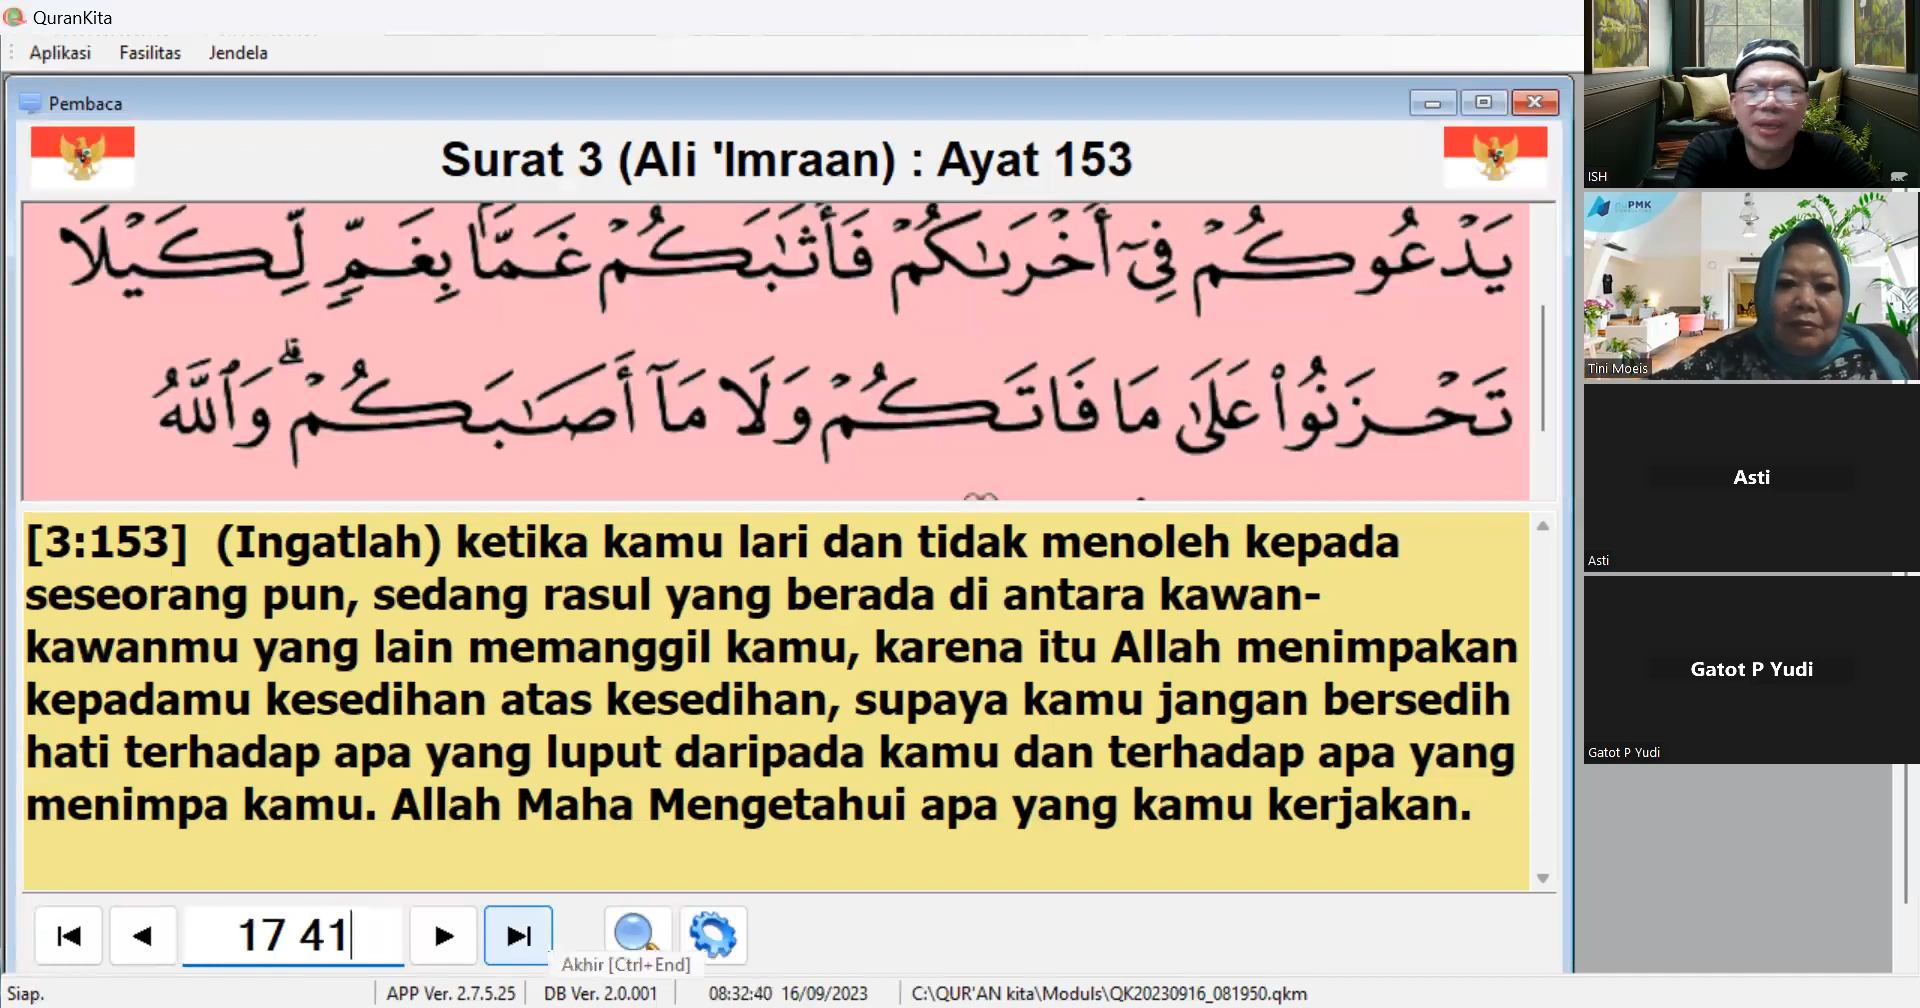 QuranKita
Aplikasi Fasilitas Jendela
Pembaca
Surat 3 (Ali 'Imraan) : Ayat 153
يَدْعُوكُمْ فِىٓ أُخْرَىٰكُمْ فَأَثَٰبَكُمْ غَمًّۢا بِغَمٍّ لِّكَيْلَا
تَحْزَنُوا۟ عَلَىٰ مَا فَاتَكُمْ وَلَا مَآ أَصَٰبَكُمْ ۗ وَٱللَّهُ
[3:153] (Ingatlah) ketika kamu lari dan tidak menoleh kepada
seseorang pun, sedang rasul yang berada di antara kawan-
kawanmu yang lain memanggil kamu, karena itu Allah menimpakan
kepadamu kesedihan atas kesedihan, supaya kamu jangan bersedih
hati terhadap apa yang luput daripada kamu dan terhadap apa yang
menimpa kamu. Allah Maha Mengetahui apa yang kamu kerjakan.
17 41
Akhir [Ctrl+End]
Siap. APP Ver. 2.7.5.25 DB Ver. 2.0.001 08:32:40 16/09/2023 C:\QUR'AN kita\Moduls\QK20230916_081950.qkm
ISH
PMK
Tini Moeis
Asti
Asti
Gatot P Yudi
Gatot P Yudi